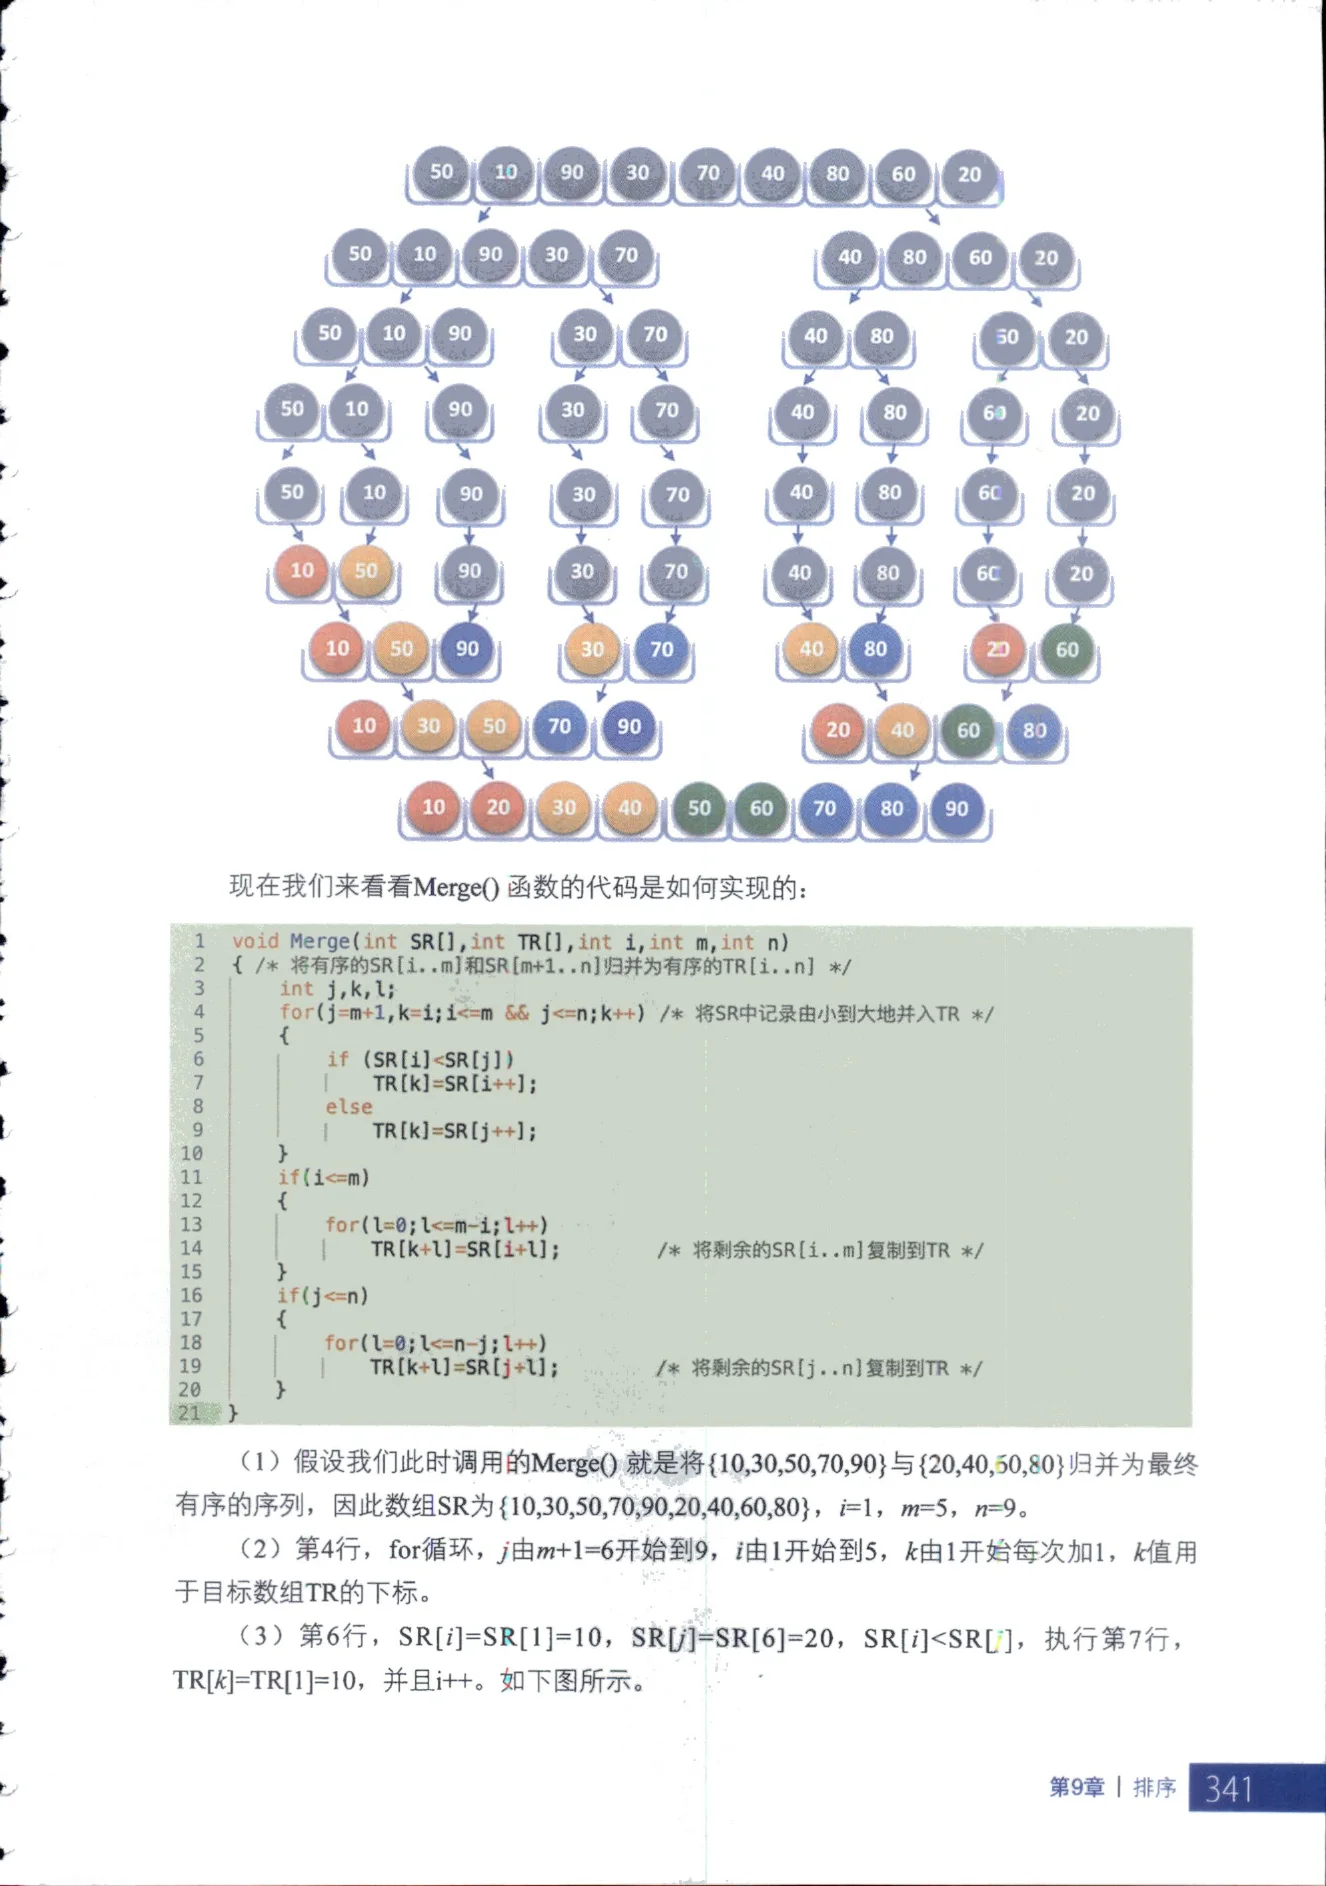 50 10 90 30 70 40 80 60 20
50 10 90 30 70 40 80 60 20
50 10 90 30 70 40 80 60 20
50 10 90 30 70 40 80 60 20
50 10 90 30 70 40 80 60 20
10 50 90 30 70 40 80 60 20
10 50 90 30 70 40 80 20 60
10 30 50 70 90 20 40 60 80
10 20 30 40 50 60 70 80 90
现在我们来看看Merge() 函数的代码是如何实现的：
1 void Merge(int SR[],int TR[],int i,int m,int n)
2 { /* 将有序的SR[i..m]和SR[m+1..n]归并为有序的TR[i..n] */
3 int j,k,l;
4 for(j=m+1,k=i;i<=m && j<=n;k++) /* 将SR中记录由小到大地并入TR */
5 {
6 if (SR[i]<SR[j])
7 TR[k]=SR[i++];
8 else
9 TR[k]=SR[j++];
10 }
11 if(i<=m)
12 {
13 for(l=0;l<=m-i;l++)
14 TR[k+l]=SR[i+l]; /* 将剩余的SR[i..m]复制到TR */
15 }
16 if(j<=n)
17 {
18 for(l=0;l<=n-j;l++)
19 TR[k+l]=SR[j+l]; /* 将剩余的SR[j..n]复制到TR */
20 }
21 }
（1）假设我们此时调用的Merge() 就是将{10,30,50,70,90}与{20,40,60,80}归并为最终
有序的序列，因此数组SR为{10,30,50,70,90,20,40,60,80}，i=1，m=5，n=9。
（2）第4行，for循环，j由m+1=6开始到9，i由1开始到5，k由1开始每次加1，k值用
于目标数组TR的下标。
（3）第6行，SR[i]=SR[1]=10，SR[j]=SR[6]=20，SR[i]<SR[j]，执行第7行，
TR[k]=TR[1]=10，并且i++。如下图所示。
第9章 | 排序 341